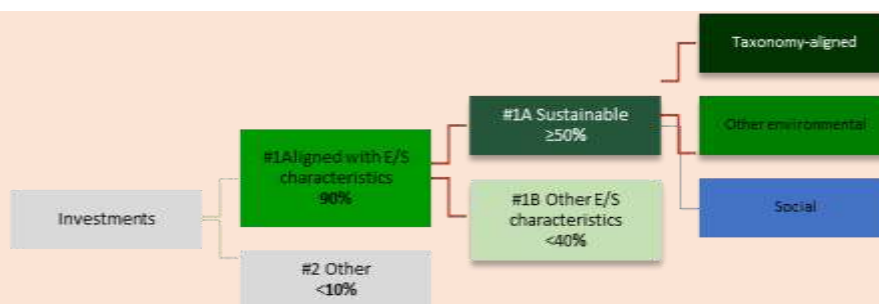 Taxonomy-aligned
#1A Sustainable
≥50%
Other environmental
#1Aligned with E/S
characteristics
90%
#1B Other E/S
characteristics
<40%
Social
Investments
#2 Other
<10%